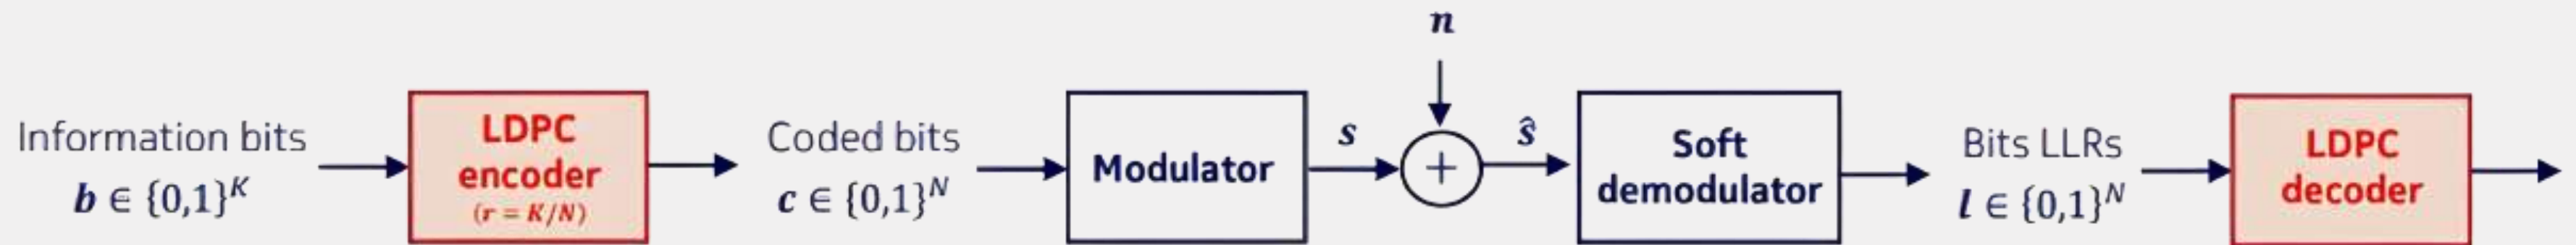 n
Information bits
b ∈ {0,1}^K
LDPC
encoder
(r = K/N)
Coded bits
c ∈ {0,1}^N
Modulator
s
+
ŝ
Soft
demodulator
Bits LLRs
l ∈ {0,1}^N
LDPC
decoder